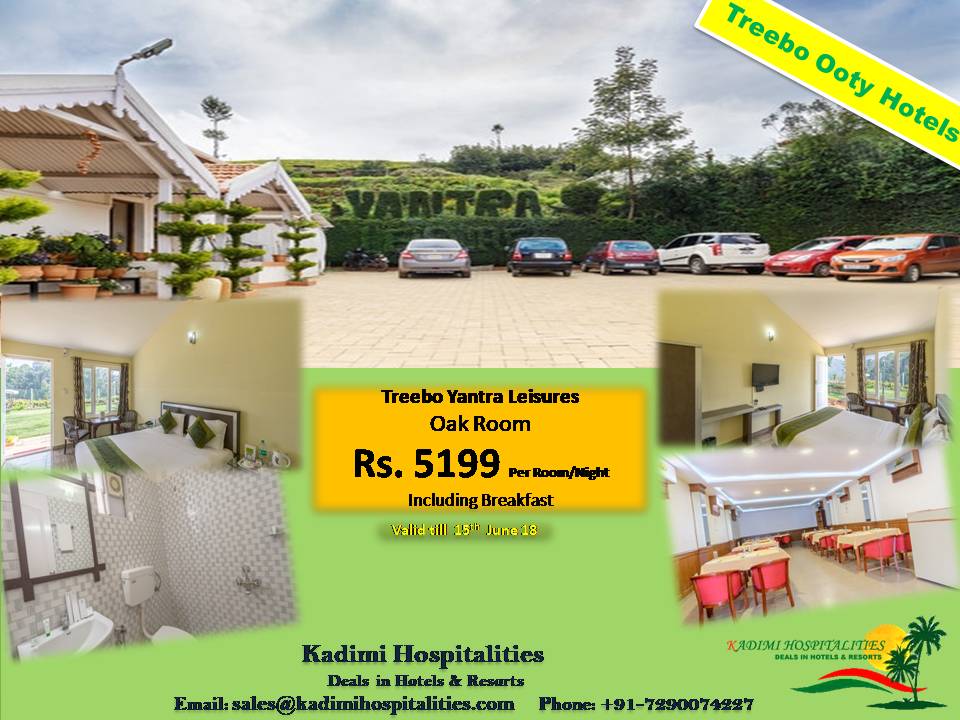 Treebo Ooty Hotels
YANTRA
Treebo Yantra Leisures
Oak Room
Rs. 5199 Per Room/Night
Including Breakfast
Valid till 15th June 18
KADIMI HOSPITALITIES
DEALS IN HOTELS & RESORTS
Kadimi Hospitalities
Deals in Hotels & Resorts
Email: sales@kadimihospitalities.com Phone: +91-7290074227